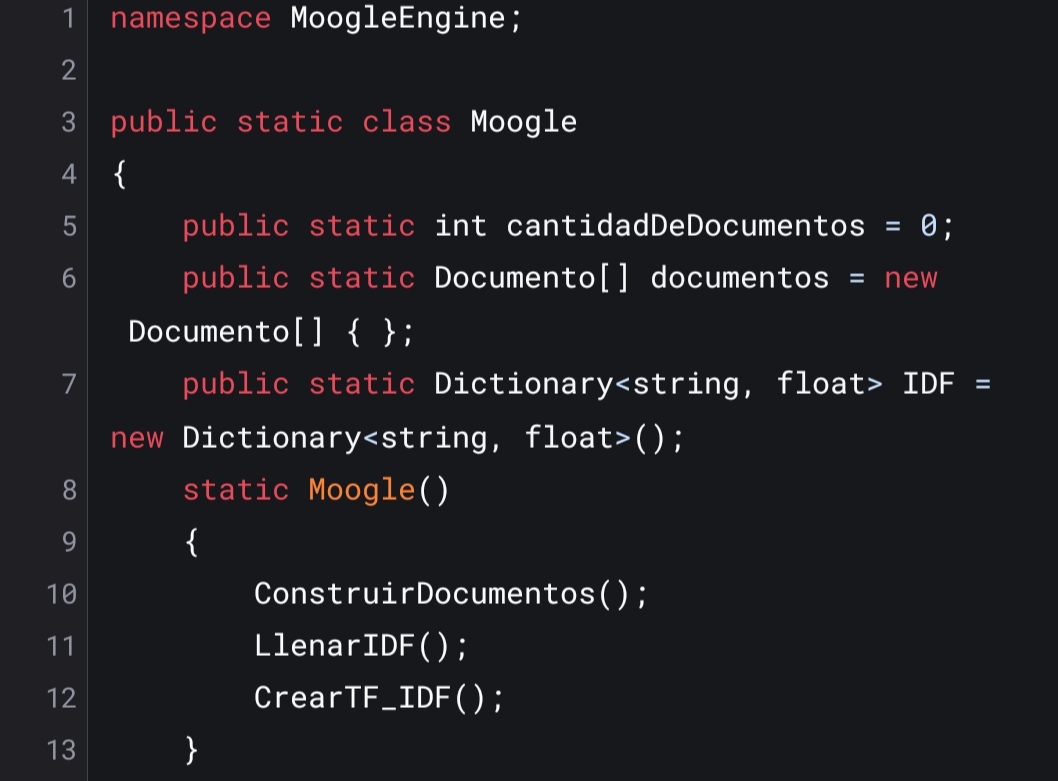 1 namespace MoogleEngine;
2
3 public static class Moogle
4 {
5 public static int cantidadDeDocumentos = 0;
6 public static Documento[] documentos = new
Documento[] { };
7 public static Dictionary<string, float> IDF =
new Dictionary<string, float>();
8 static Moogle()
9 {
10 ConstruirDocumentos();
11 LlenarIDF();
12 CrearTF_IDF();
13 }